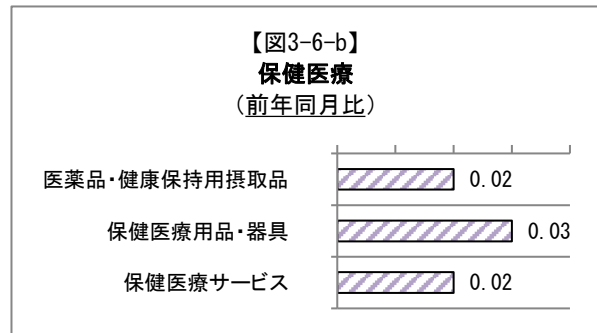 【図3-6-b】
保健医療
（前年同月比）
医薬品・健康保持用摂取品 0.02
保健医療用品・器具 0.03
保健医療サービス 0.02